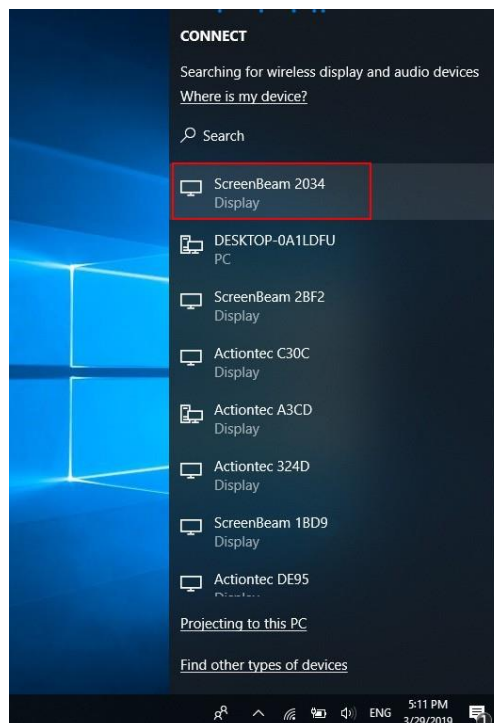 CONNECT
Searching for wireless display and audio devices
Where is my device?
Search
ScreenBeam 2034
Display
DESKTOP-0A1LDFU
PC
ScreenBeam 2BF2
Display
Actiontec C30C
Display
Actiontec A3CD
Display
Actiontec 324D
Display
ScreenBeam 1BD9
Display
Actiontec DE95
Display
Projecting to this PC
Find other types of devices
ENG
5:11 PM
3/29/2019